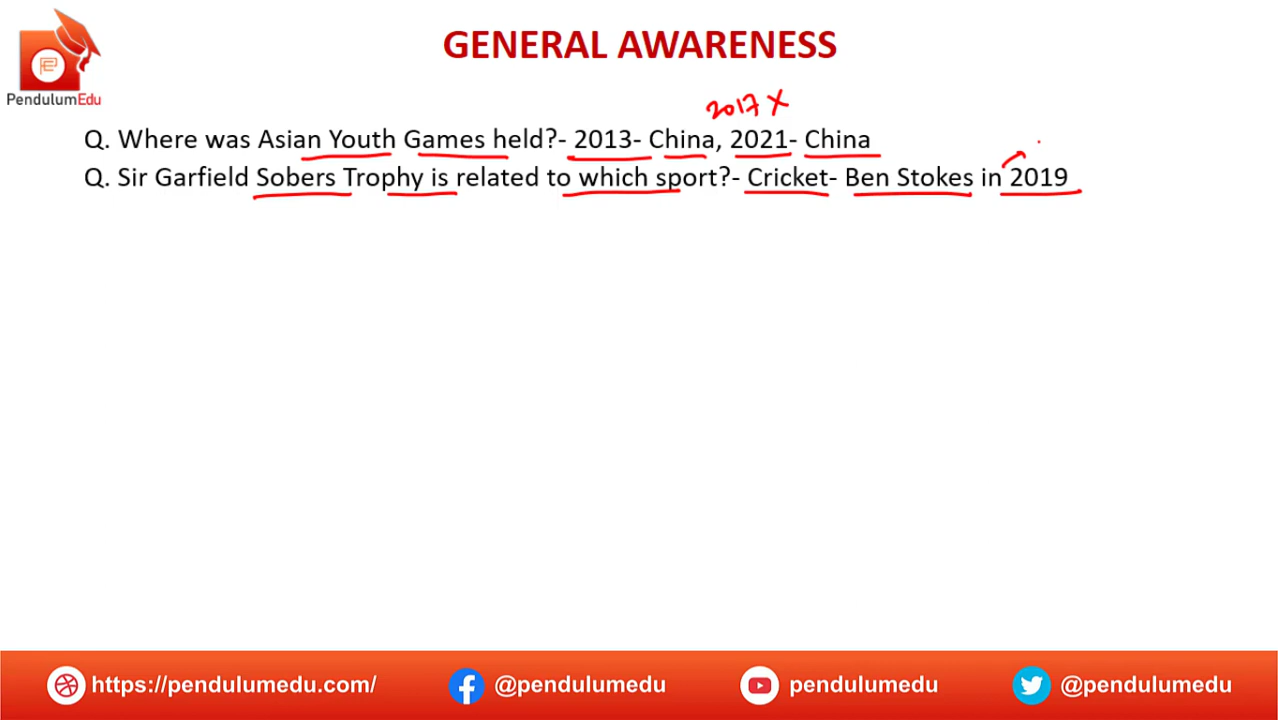 GENERAL AWARENESS
PendulumEdu
2017 X
Q. Where was Asian Youth Games held?- 2013- China, 2021- China
Q. Sir Garfield Sobers Trophy is related to which sport?- Cricket- Ben Stokes in 2019
https://pendulumedu.com/ @pendulumedu pendulumedu @pendulumedu